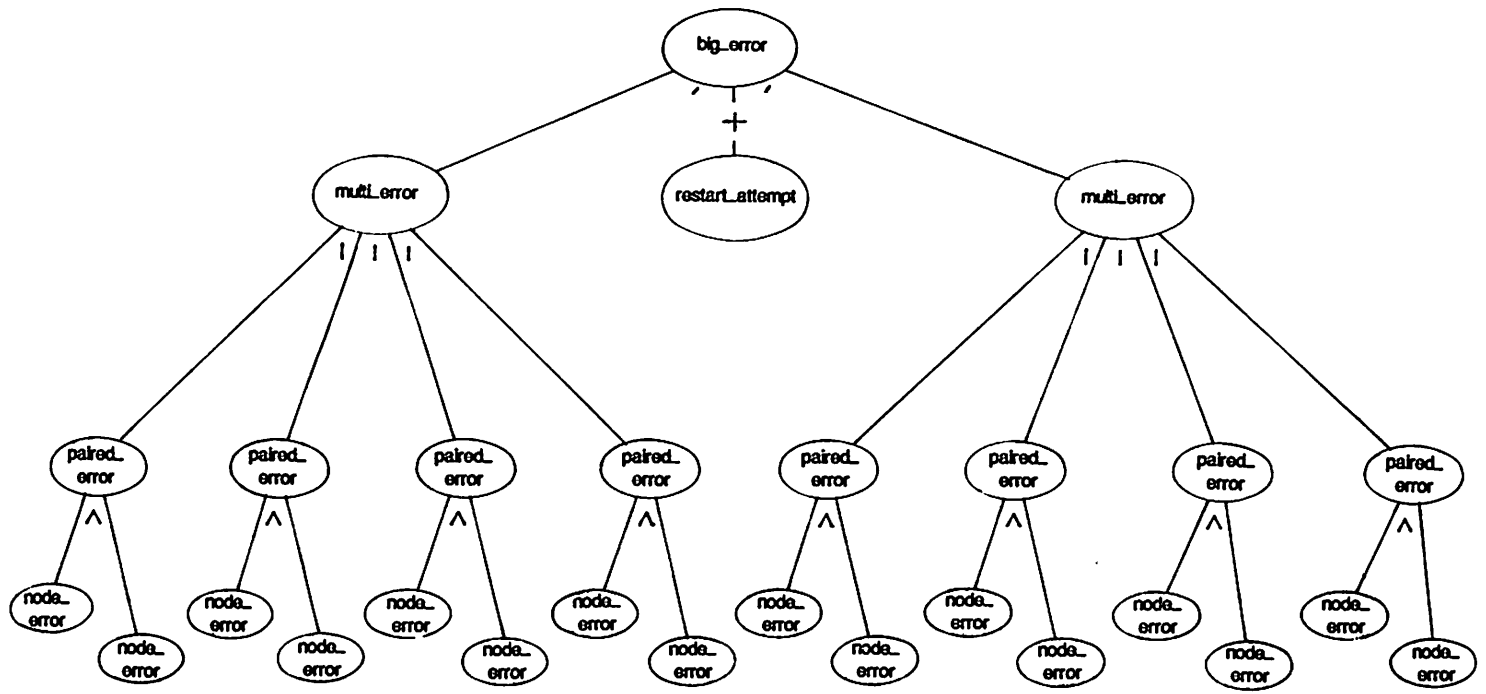 big_error
' + '
multi_error
restart_attempt
multi_error
| | |
| | |
paired_
error
paired_
error
paired_
error
paired_
error
paired_
error
paired_
error
paired_
error
paired_
error
^ ^ ^ ^ ^ ^ ^ ^
node_
error
node_
error
node_
error
node_
error
node_
error
node_
error
node_
error
node_
error
node_
error
node_
error
node_
error
node_
error
node_
error
node_
error
node_
error
node_
error